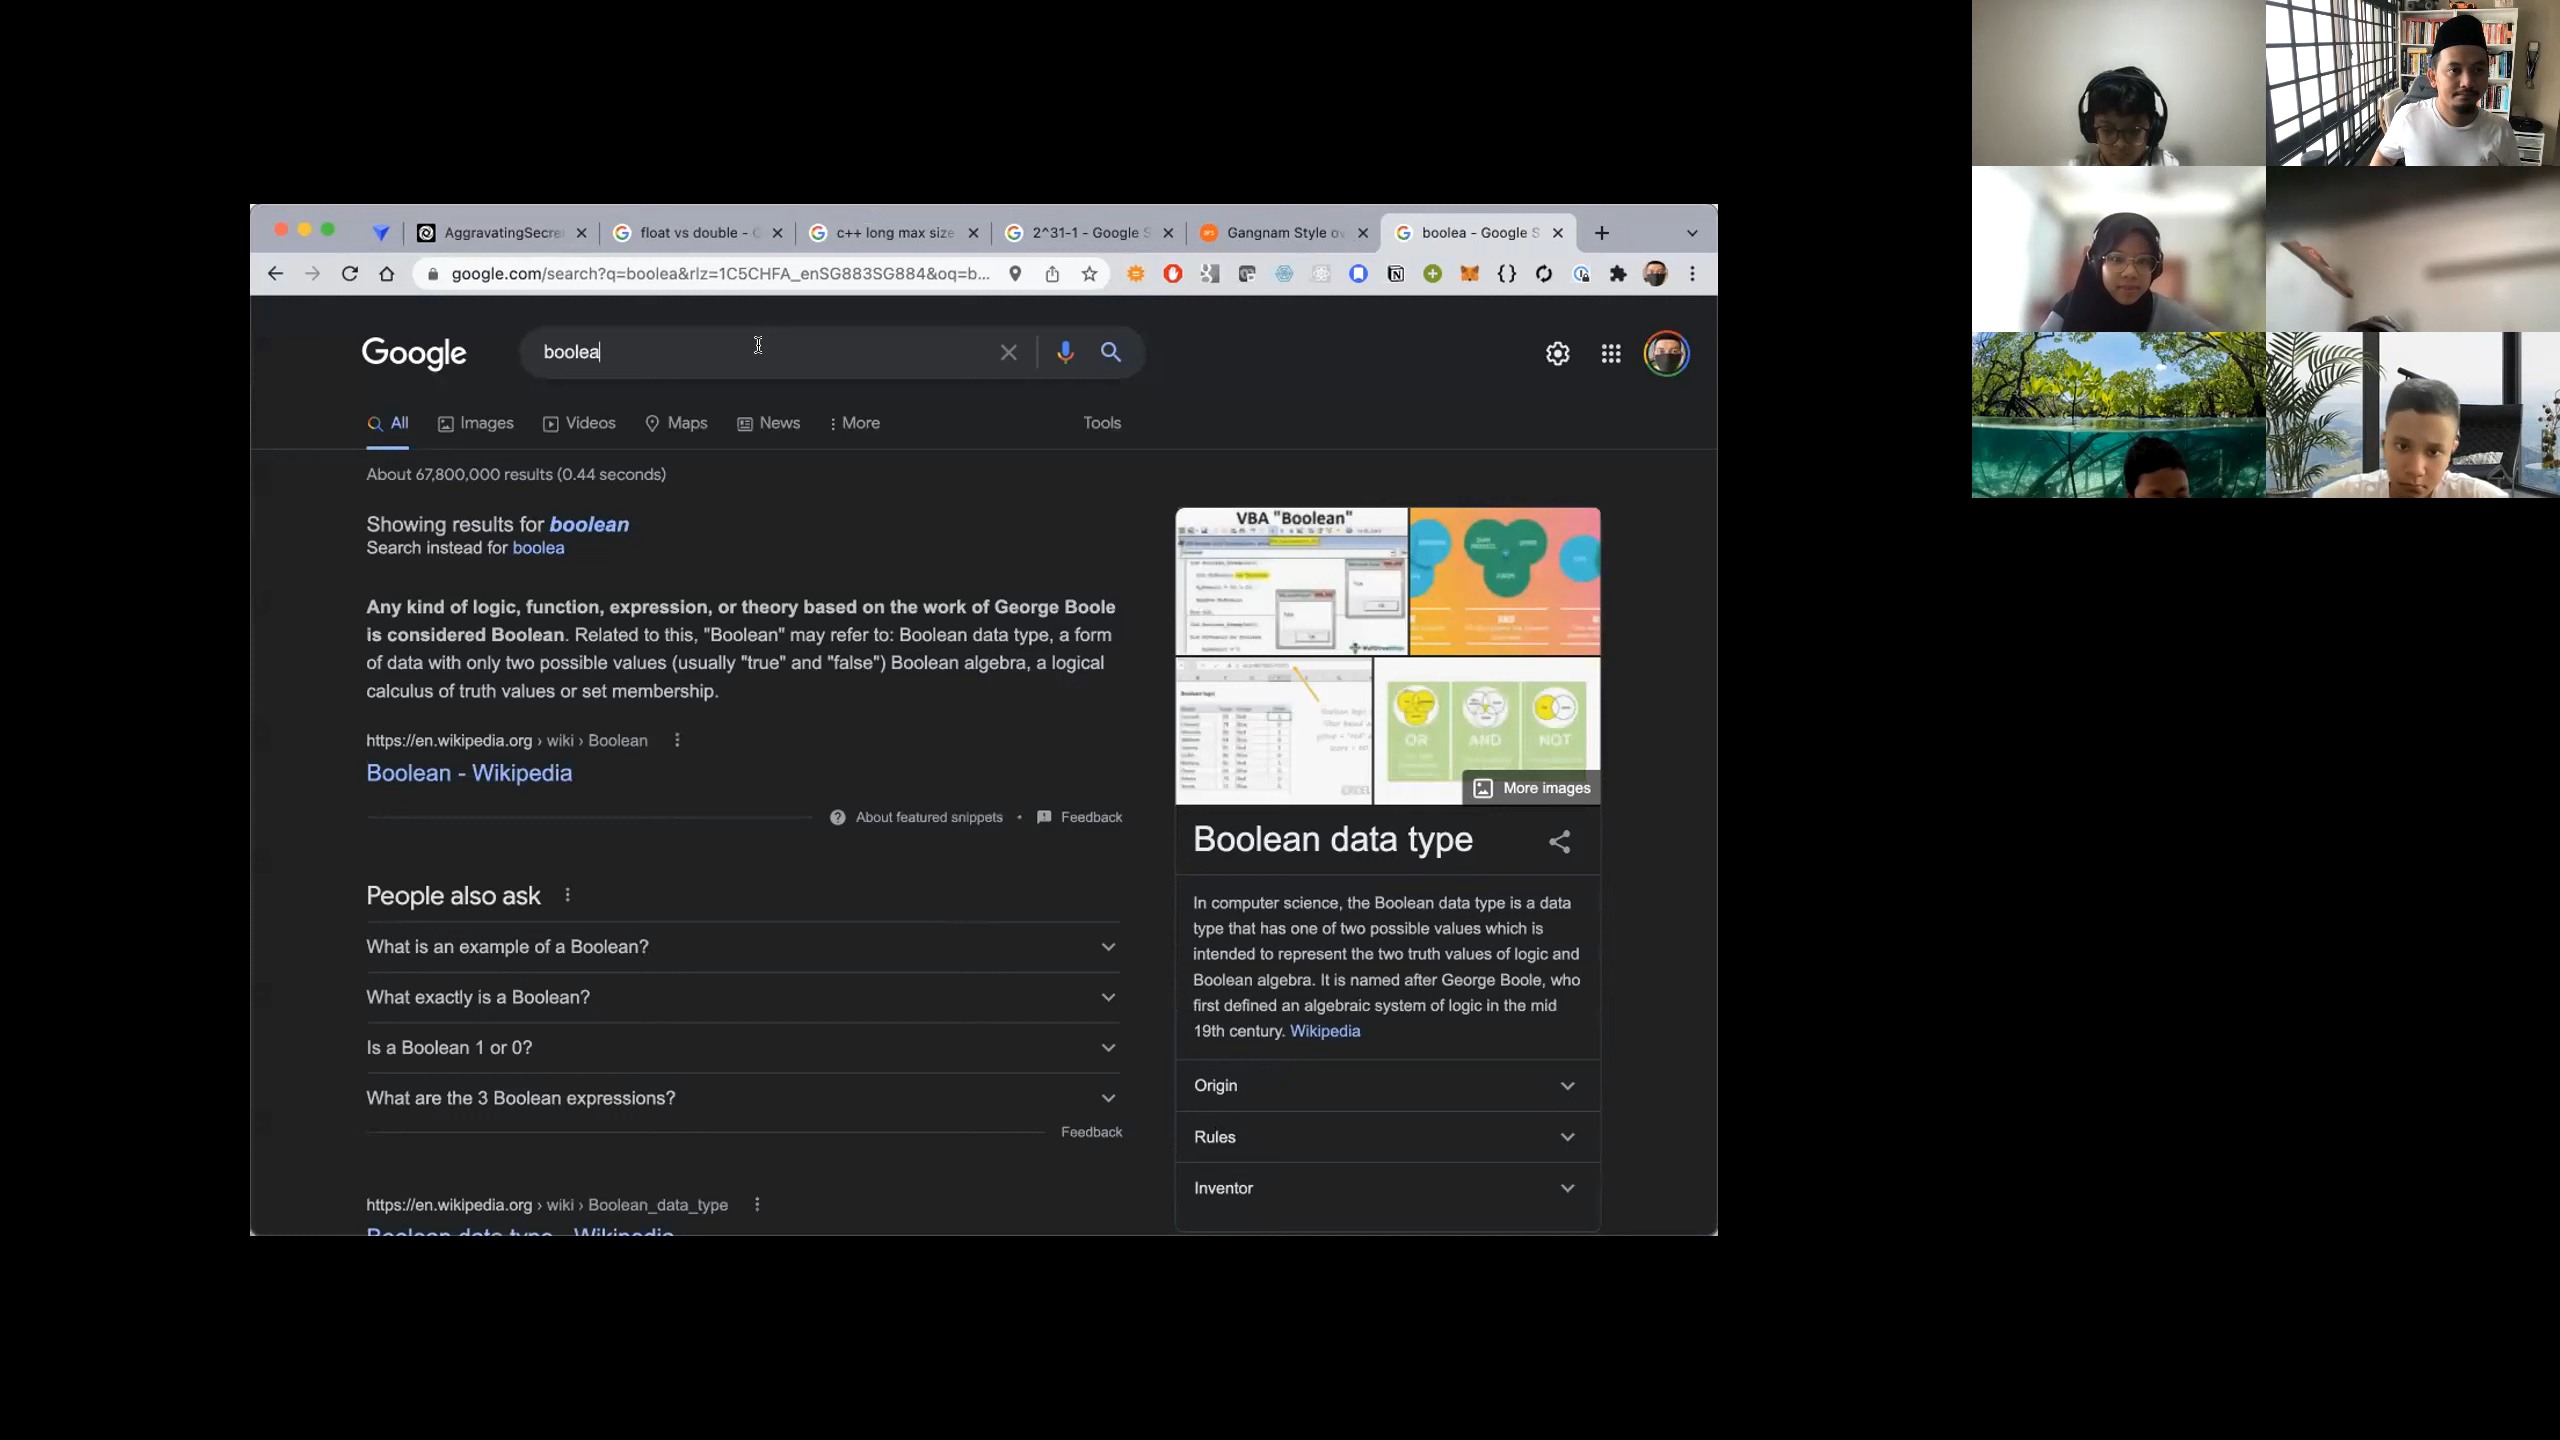 AggravatingSecre
float vs double - G
c++ long max size
2^31-1 - Google S
Gangnam Style ov
boolea - Google S
google.com/search?q=boolea&rlz=1C5CHFA_enSG883SG884&oq=b...
Google
boolea
All
Images
Videos
Maps
News
More
Tools
About 67,800,000 results (0.44 seconds)
Showing results for boolean
Search instead for boolea
Any kind of logic, function, expression, or theory based on the work of George Boole
is considered Boolean. Related to this, "Boolean" may refer to: Boolean data type, a form
of data with only two possible values (usually "true" and "false") Boolean algebra, a logical
calculus of truth values or set membership.
https://en.wikipedia.org › wiki › Boolean
Boolean - Wikipedia
About featured snippets • Feedback
People also ask
What is an example of a Boolean?
What exactly is a Boolean?
Is a Boolean 1 or 0?
What are the 3 Boolean expressions?
Feedback
https://en.wikipedia.org › wiki › Boolean_data_type
Boolean data type - Wikipedia
VBA "Boolean"
AND
OR
AND
NOT
More images
Boolean data type
In computer science, the Boolean data type is a data
type that has one of two possible values which is
intended to represent the two truth values of logic and
Boolean algebra. It is named after George Boole, who
first defined an algebraic system of logic in the mid
19th century. Wikipedia
Origin
Rules
Inventor